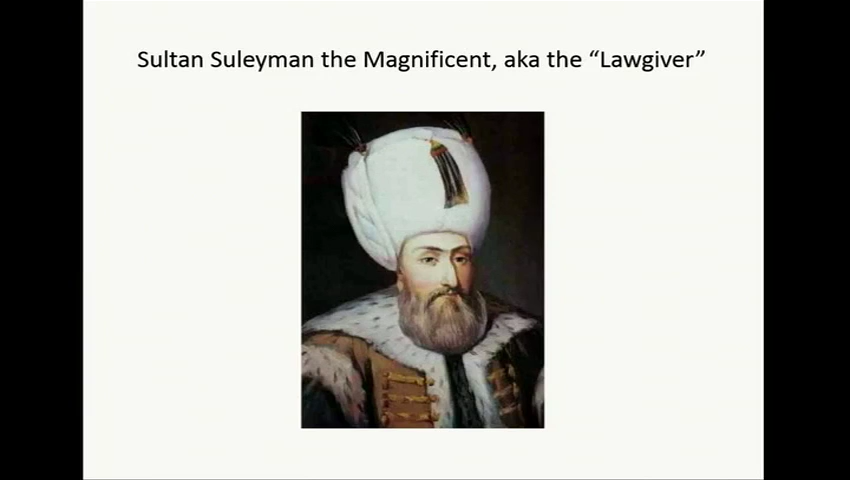 Sultan Suleyman the Magnificent, aka the “Lawgiver”